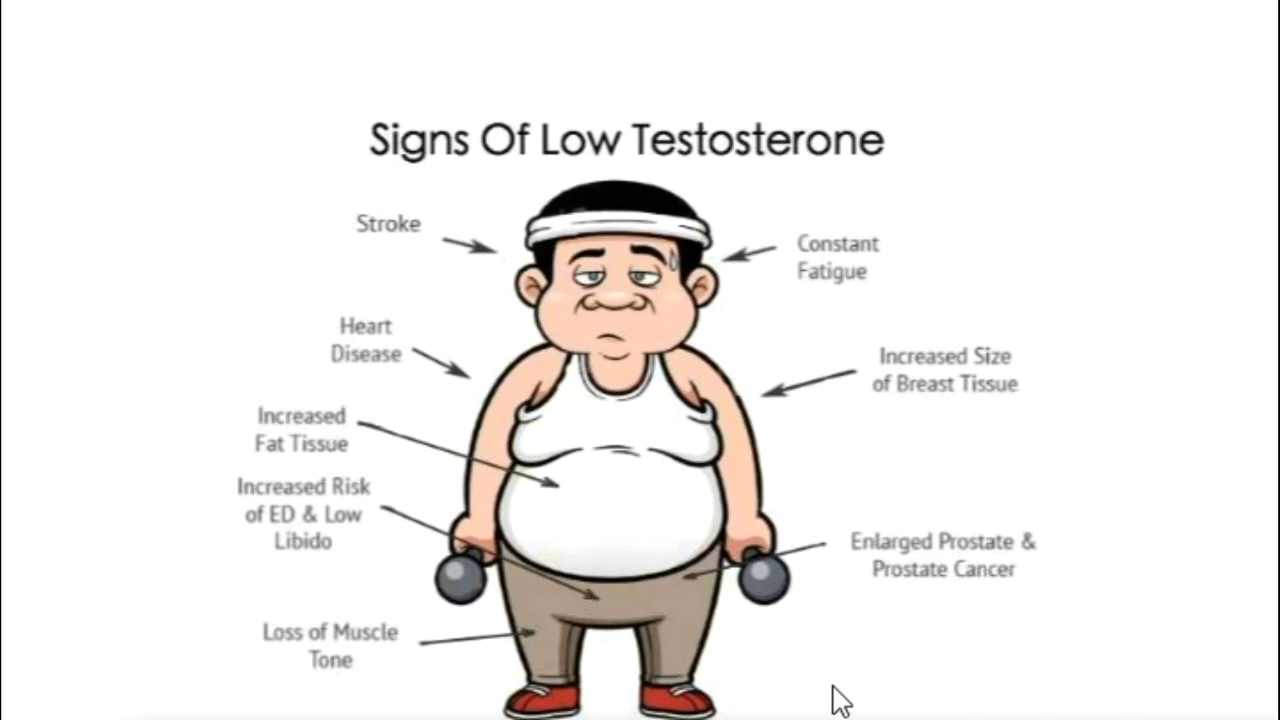 Signs Of Low Testosterone
Stroke
Constant
Fatigue
Heart
Disease
Increased Size
of Breast Tissue
Increased
Fat Tissue
Increased Risk
of ED & Low
Libido
Enlarged Prostate &
Prostate Cancer
Loss of Muscle
Tone